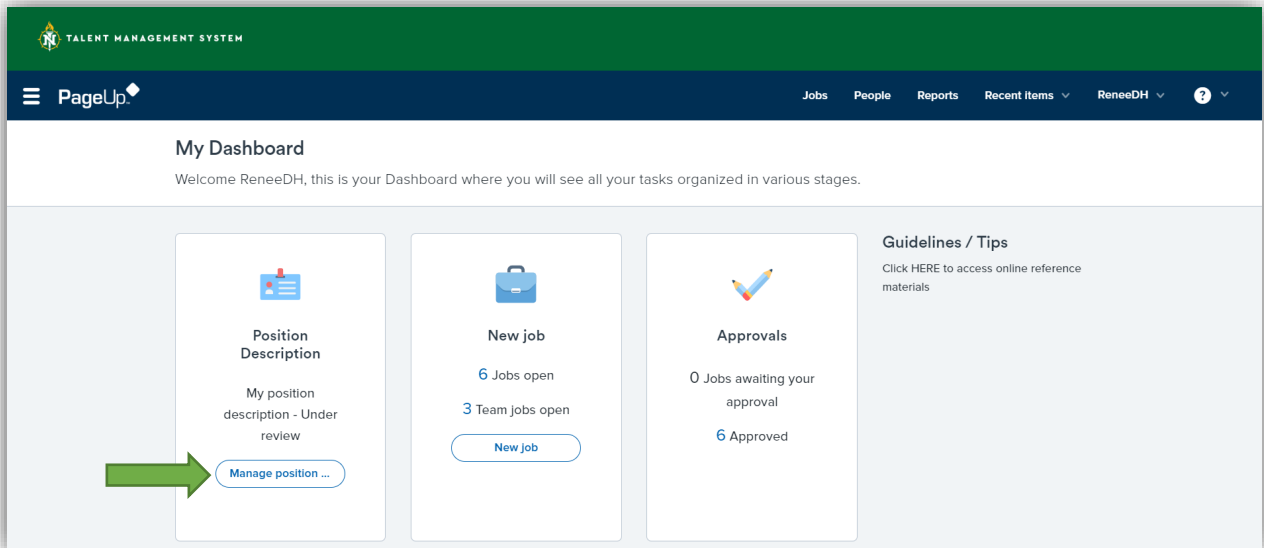 TALENT MANAGEMENT SYSTEM
PageUp
Jobs People Reports Recent items ReneeDH ?
My Dashboard
Welcome ReneeDH, this is your Dashboard where you will see all your tasks organized in various stages.
Position
Description
My position
description - Under
review
Manage position ...
New job
6 Jobs open
3 Team jobs open
New job
Approvals
0 Jobs awaiting your
approval
6 Approved
Guidelines / Tips
Click HERE to access online reference
materials